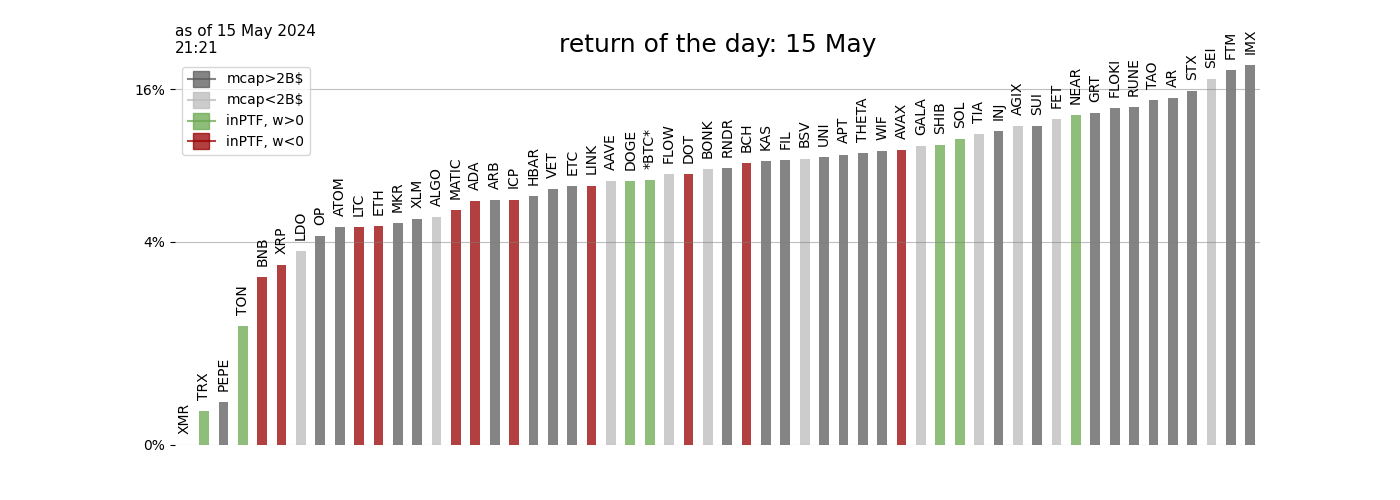 as of 15 May 2024
21:21
return of the day: 15 May
mcap>2B$
mcap<2B$
inPTF, w>0
inPTF, w<0
16%
4%
0%
XMR
TRX
PEPE
TON
BNB
XRP
LDO
OP
ATOM
LTC
ETH
MKR
XLM
ALGO
MATIC
ADA
ARB
ICP
HBAR
VET
ETC
LINK
AAVE
DOGE
*BTC*
FLOW
DOT
BONK
RNDR
BCH
KAS
FIL
BSV
UNI
APT
THETA
WIF
AVAX
GALA
SHIB
SOL
TIA
INJ
AGIX
SUI
FET
NEAR
GRT
FLOKI
RUNE
TAO
AR
STX
SEI
FTM
IMX